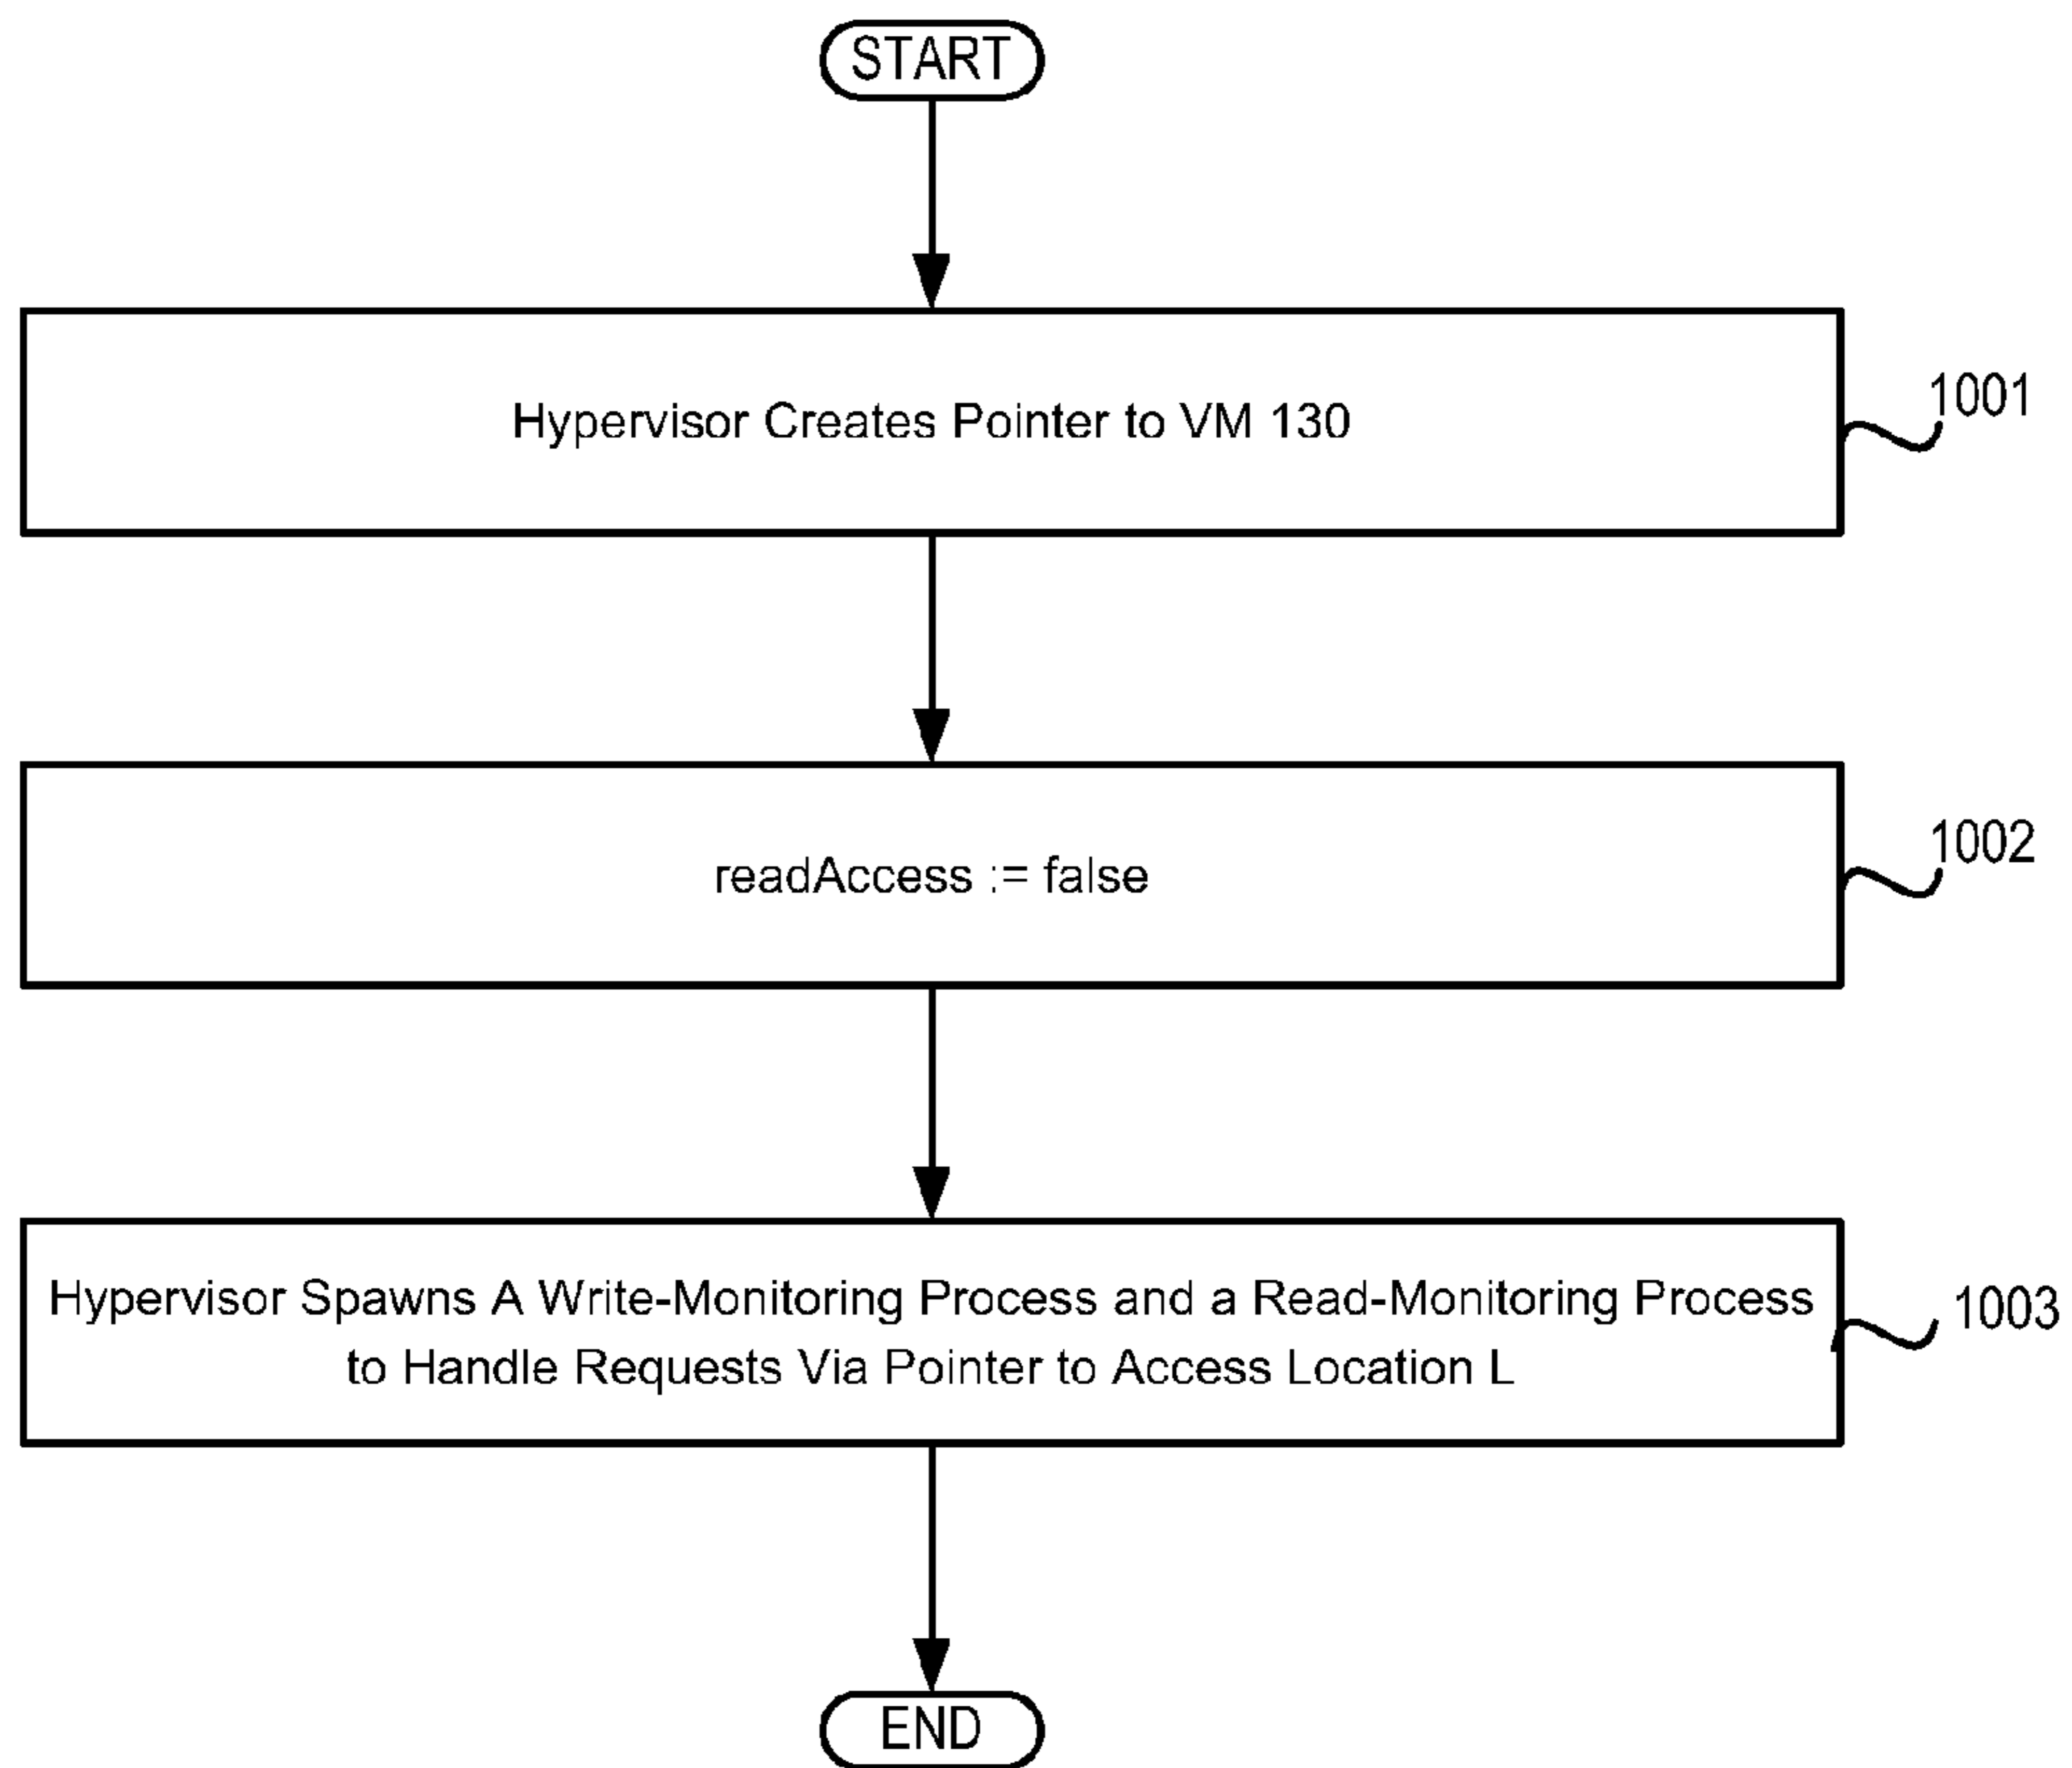 START
Hypervisor Creates Pointer to VM 130
1001
readAccess := false
1002
Hypervisor Spawns A Write-Monitoring Process and a Read-Monitoring Process
to Handle Requests Via Pointer to Access Location L
1003
END